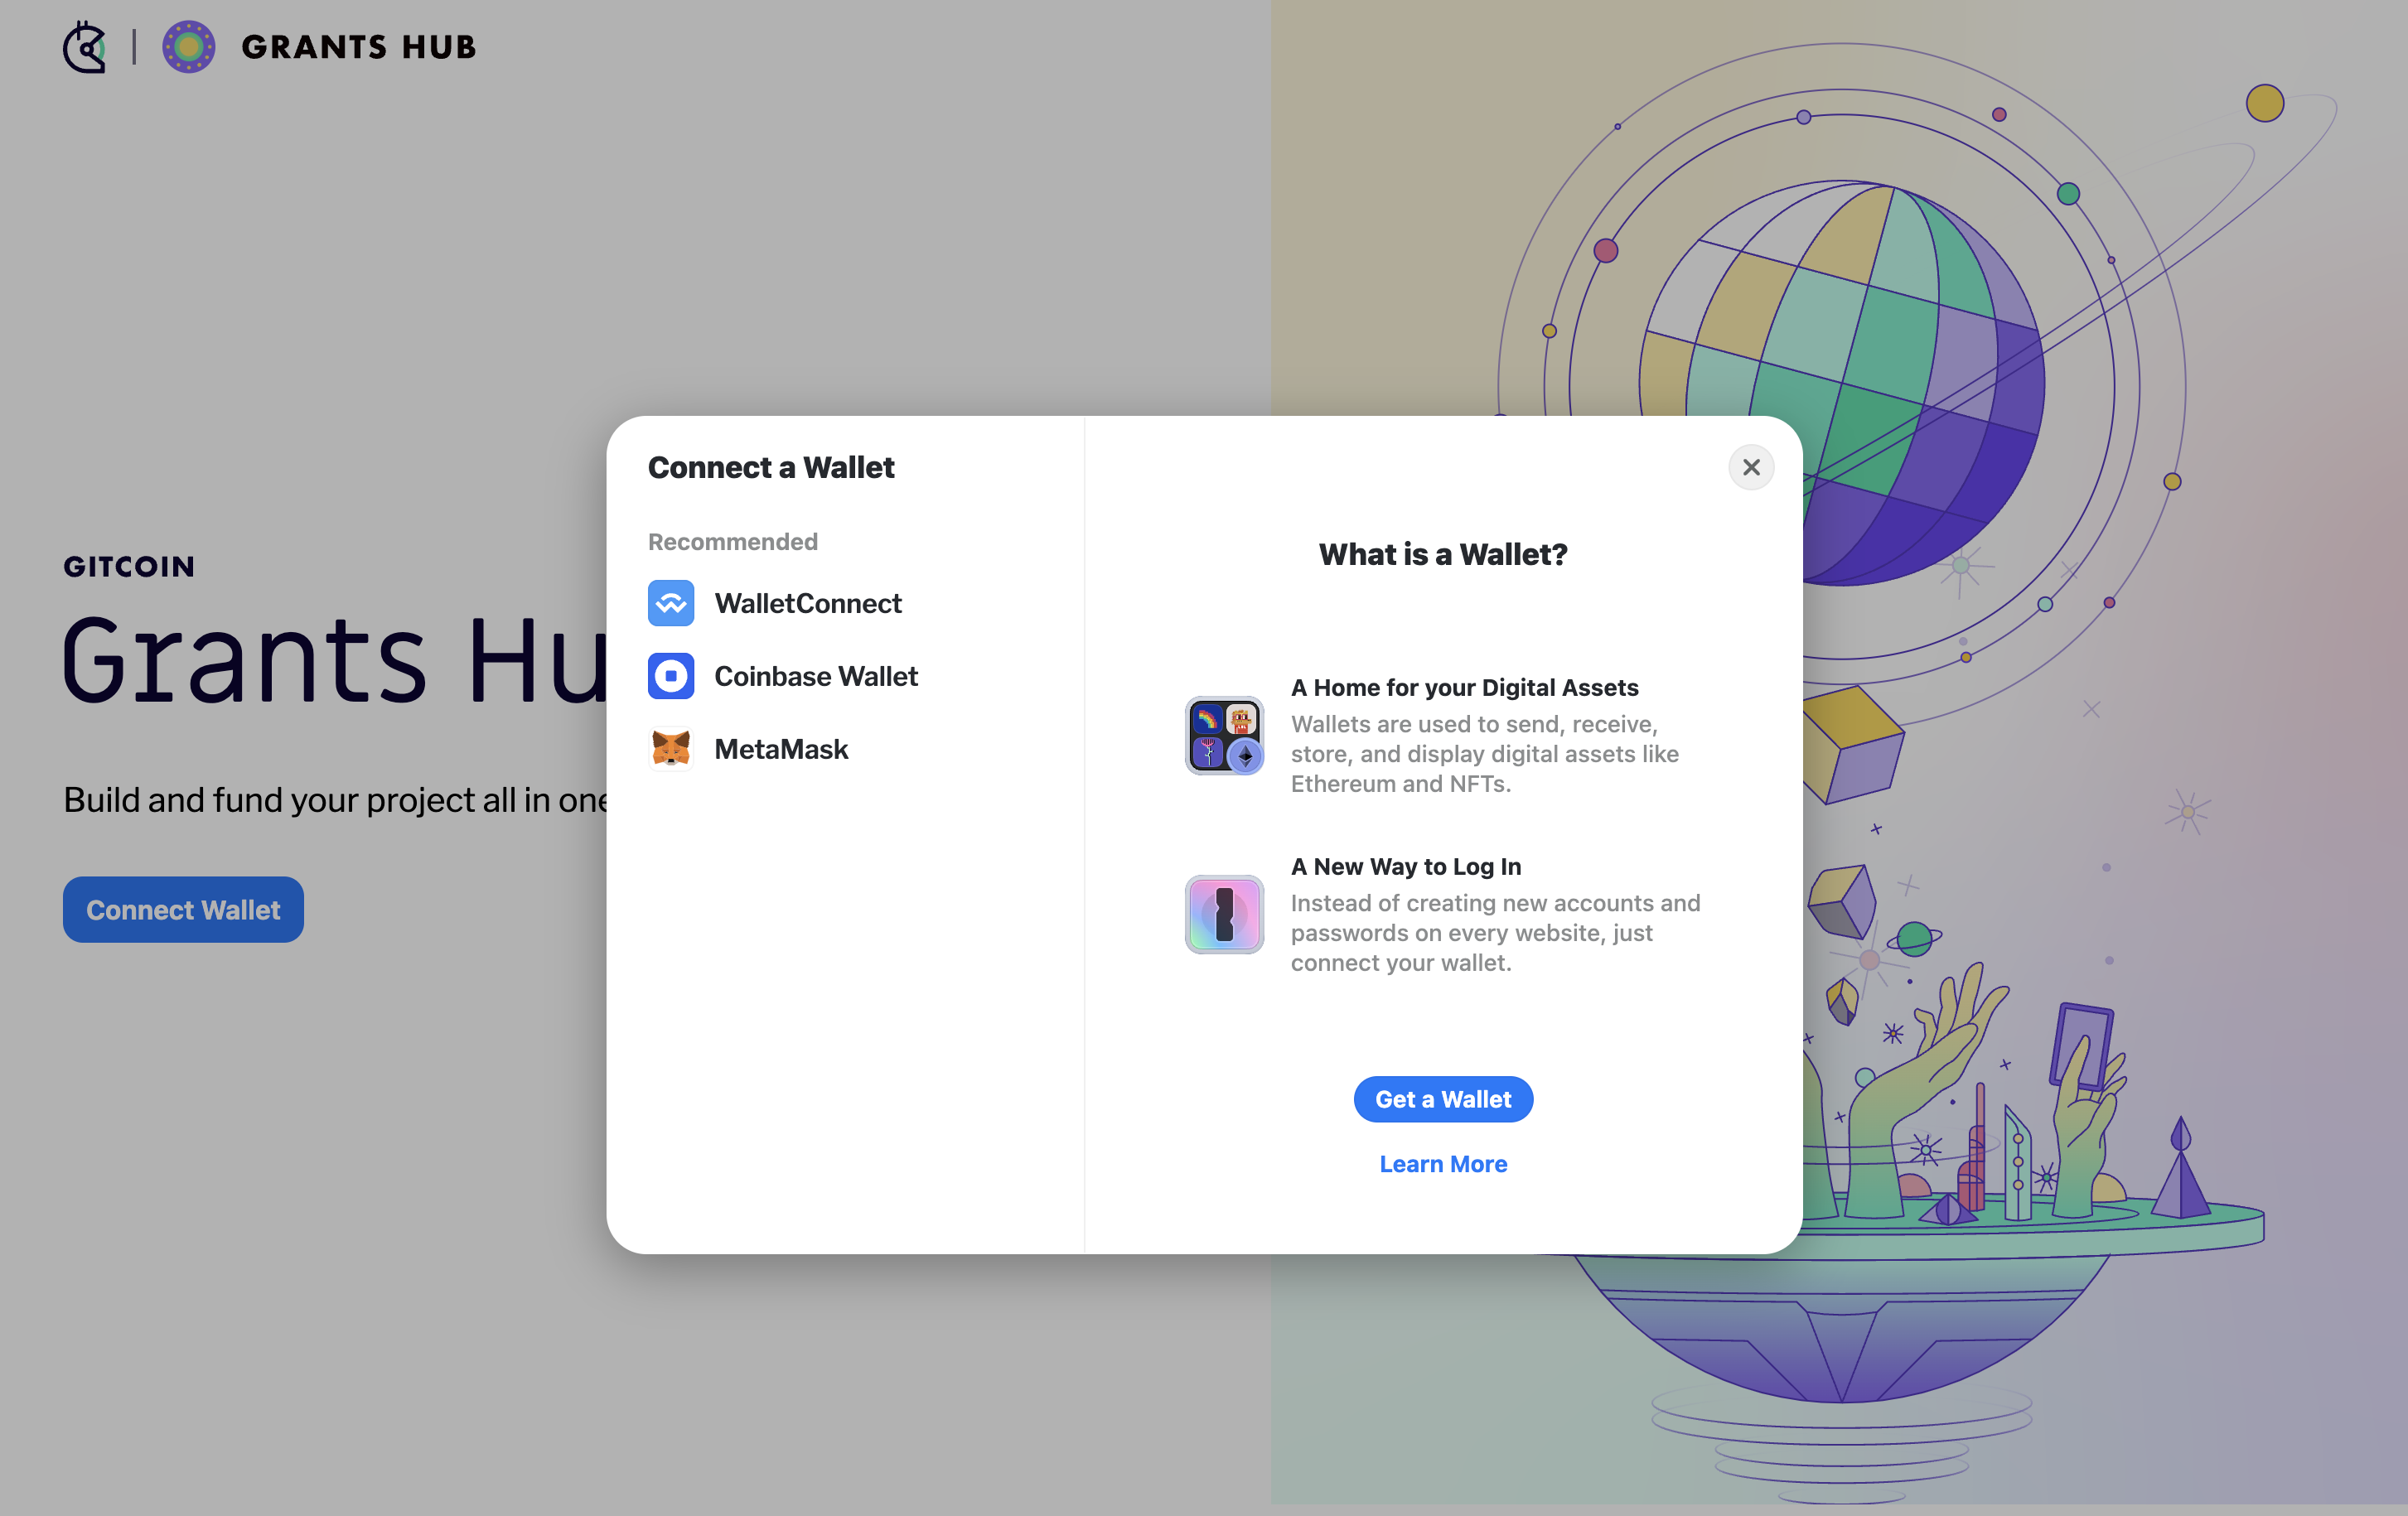 GRANTS HUB
GITCOIN
Grants Hu
Build and fund your project all in one
Connect Wallet
Connect a Wallet
Recommended
WalletConnect
Coinbase Wallet
MetaMask
What is a Wallet?
A Home for your Digital Assets
Wallets are used to send, receive,
store, and display digital assets like
Ethereum and NFTs.
A New Way to Log In
Instead of creating new accounts and
passwords on every website, just
connect your wallet.
Get a Wallet
Learn More